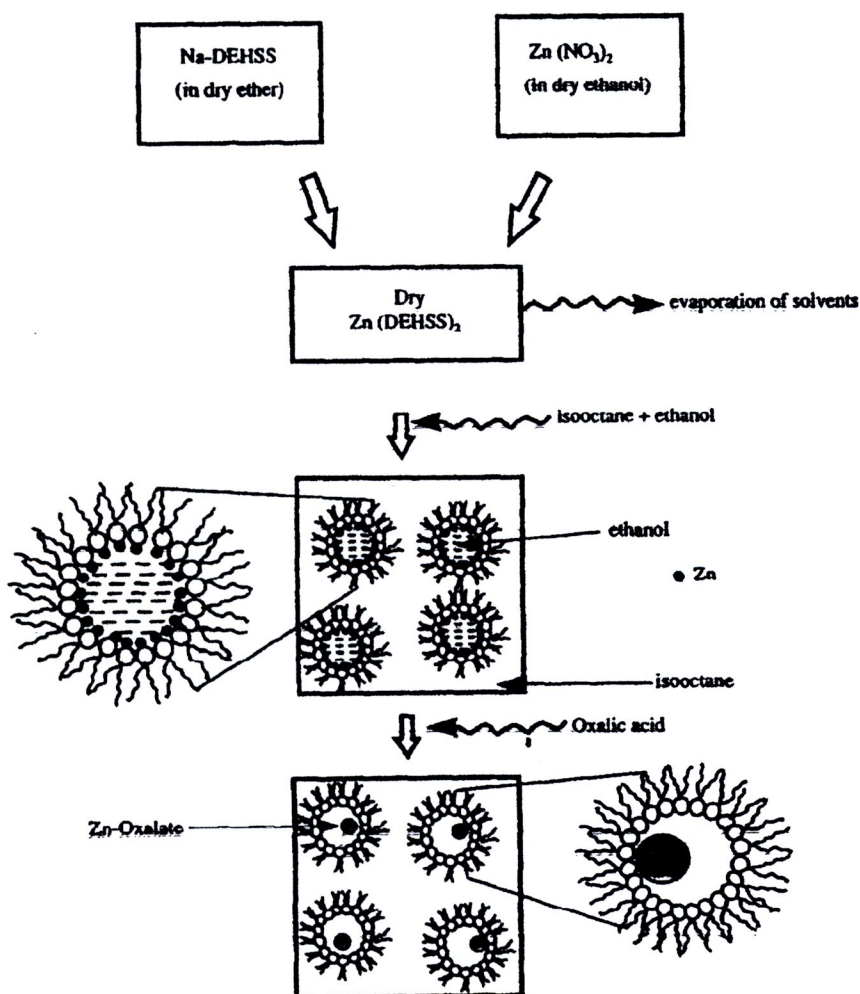 Na-DEHSS
(in dry ether)
Zn (NO₃)₂
(in dry ethanol)
Dry
Zn (DEHSS)₂
evaporation of solvents
isooctane + ethanol
ethanol
Zn
isooctane
Oxalic acid
Zn-Oxalate